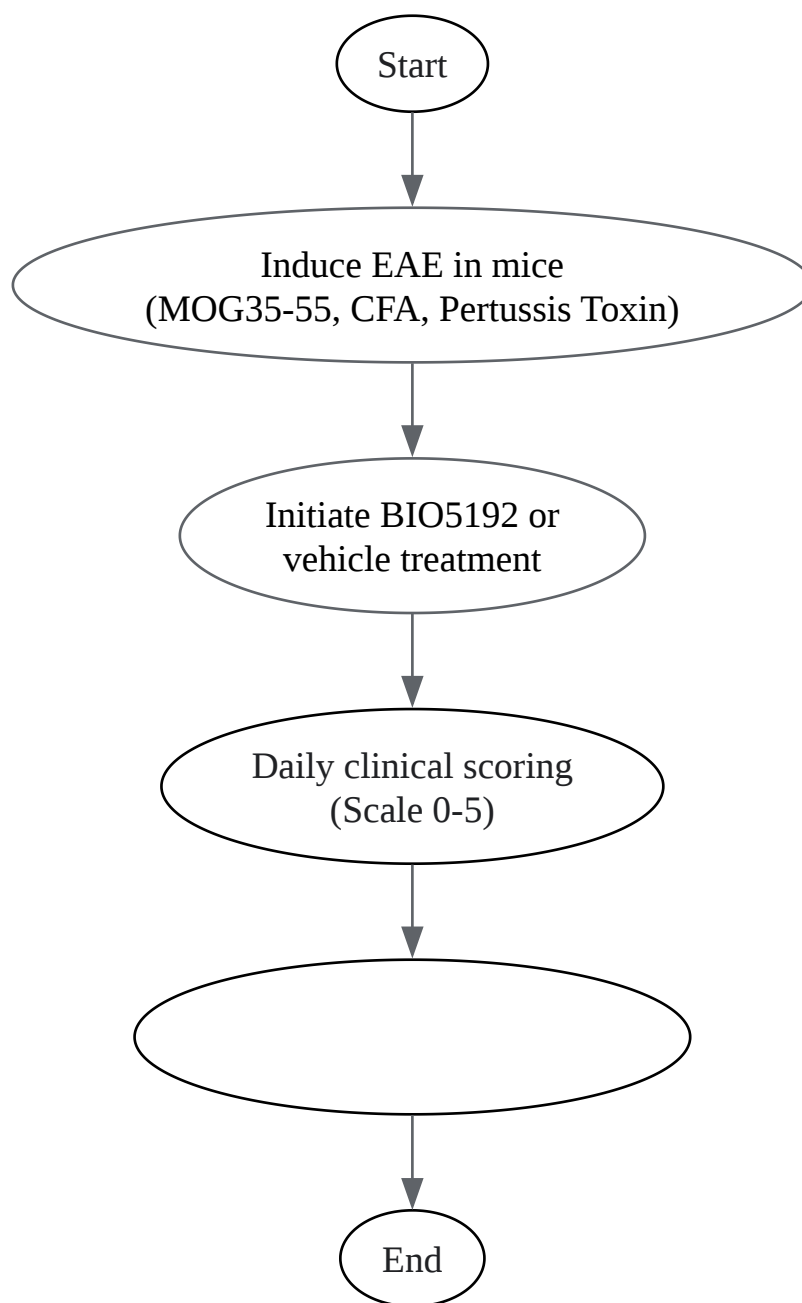 Start
Induce EAE in mice
(MOG35-55, CFA, Pertussis Toxin)
Initiate BIO5192 or
vehicle treatment
Daily clinical scoring
(Scale 0-5)
End